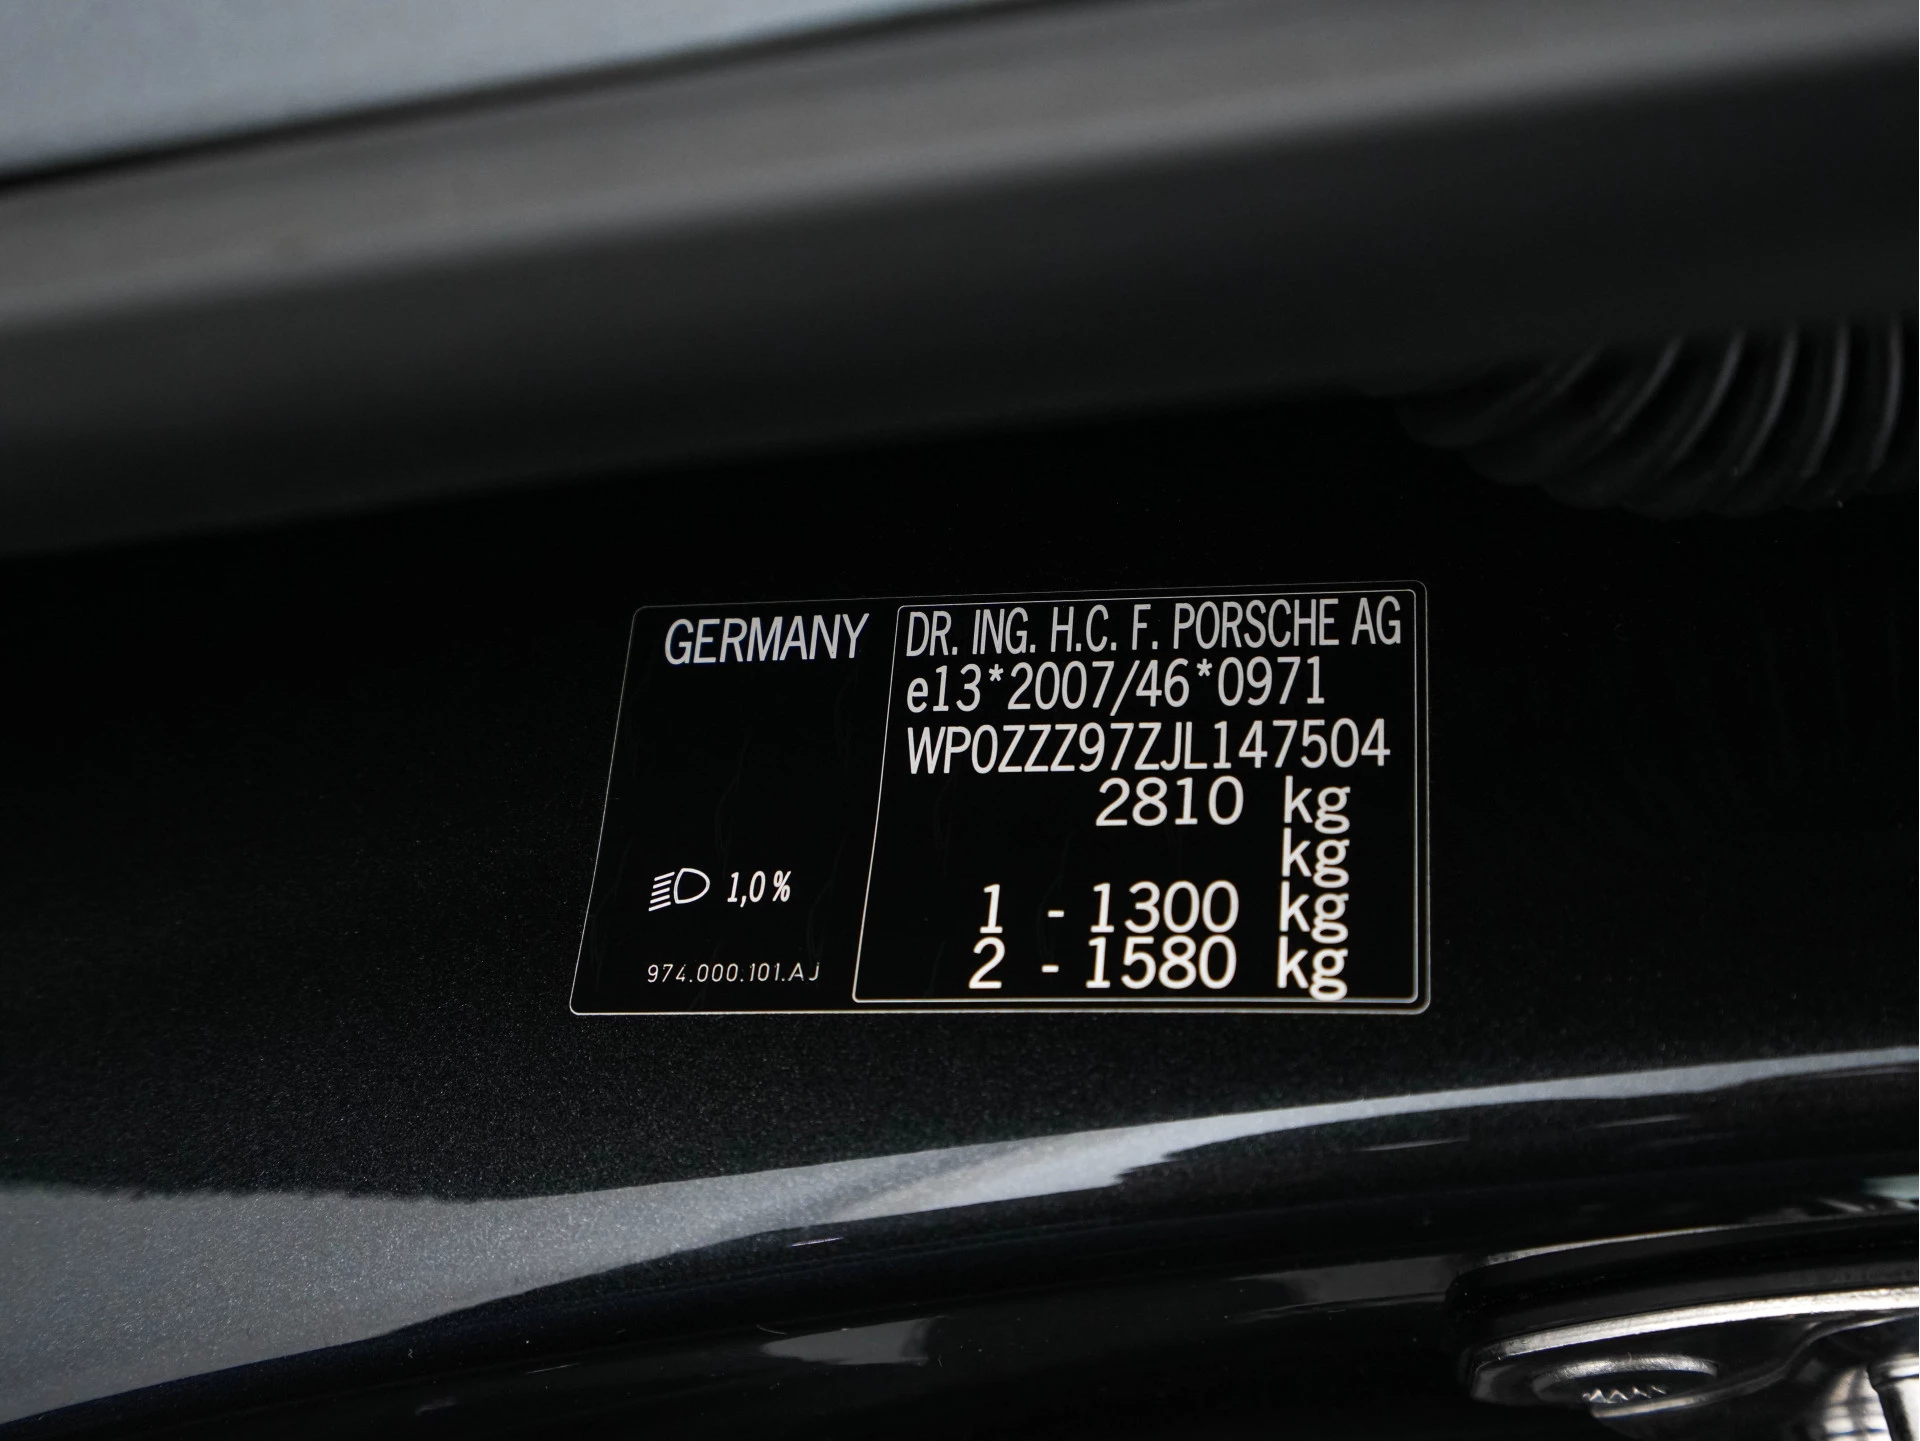 GERMANY
DR. ING. H.C. F. PORSCHE AG
e13*2007/46*0971
WP0ZZZ97ZJL147504
2810 kg
kg
1 - 1300 kg
2 - 1580 kg
1,0%
974.000.101.AJ